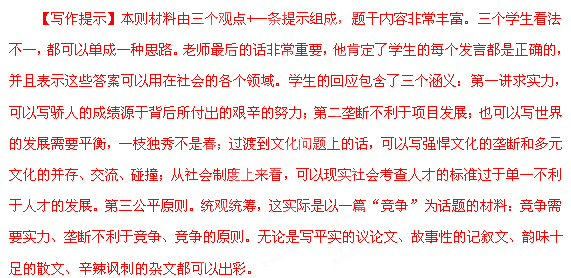 【写作提示】本则材料由三个观点+一条提示组成，题干内容非常丰富。三个学生看法
不一，都可以单成一种思路。老师最后的话非常重要，他肯定了学生的每个发言都是正确的，
并且表示这些答案可以用在社会的各个领域。学生的回应包含了三个涵义：第一讲求实力，
可以写骄人的成绩源于背后所付出的艰辛的努力；第二垄断不利于项目发展；也可以写世界
的发展需要平衡，一枝独秀不是春；过渡到文化问题上的话，可以写强悍文化的垄断和多元
文化的并存、交流、碰撞；从社会制度上来看，可以现实社会考查人才的标准过于单一不利
于人才的发展。第三公平原则。统观统筹，这实际是以一篇“竞争”为话题的材料：竞争需
要实力、垄断不利于竞争、竞争的原则。无论是写平实的议论文、故事性的记叙文、韵味十
足的散文、辛辣讽刺的杂文都可以出彩。